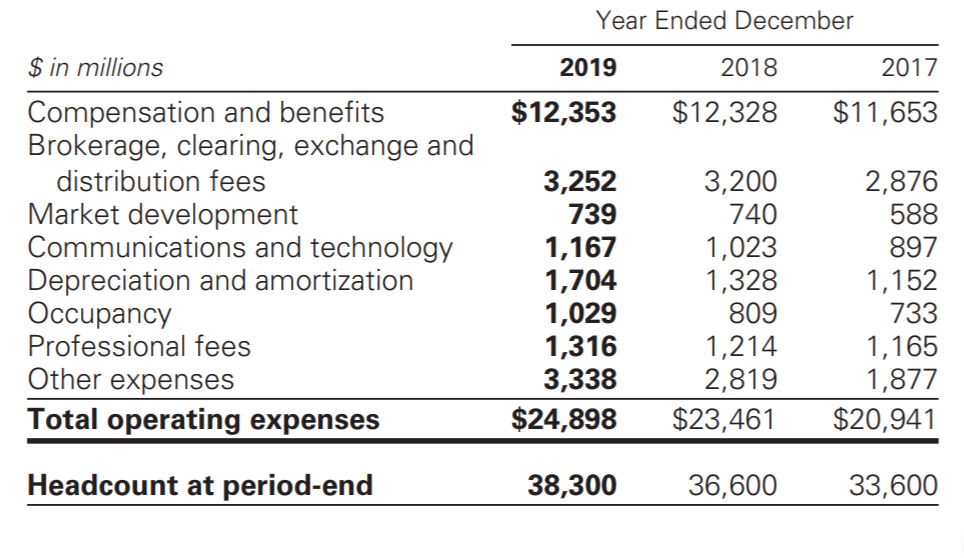 Year Ended December
$ in millions 2019 2018 2017
Compensation and benefits $12,353 $12,328 $11,653
Brokerage, clearing, exchange and
distribution fees 3,252 3,200 2,876
Market development 739 740 588
Communications and technology 1,167 1,023 897
Depreciation and amortization 1,704 1,328 1,152
Occupancy 1,029 809 733
Professional fees 1,316 1,214 1,165
Other expenses 3,338 2,819 1,877
Total operating expenses $24,898 $23,461 $20,941
Headcount at period-end 38,300 36,600 33,600